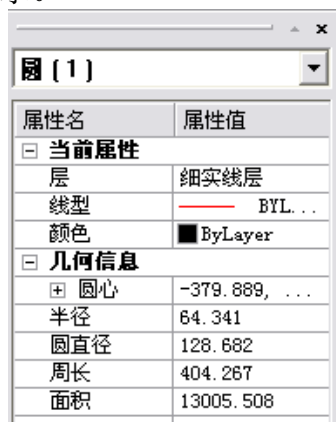 圆(1)
属性名 属性值
当前属性
层 细实线层
线型 BYL...
颜色 ByLayer
几何信息
圆心 -379.889, ...
半径 64.341
圆直径 128.682
周长 404.267
面积 13005.508